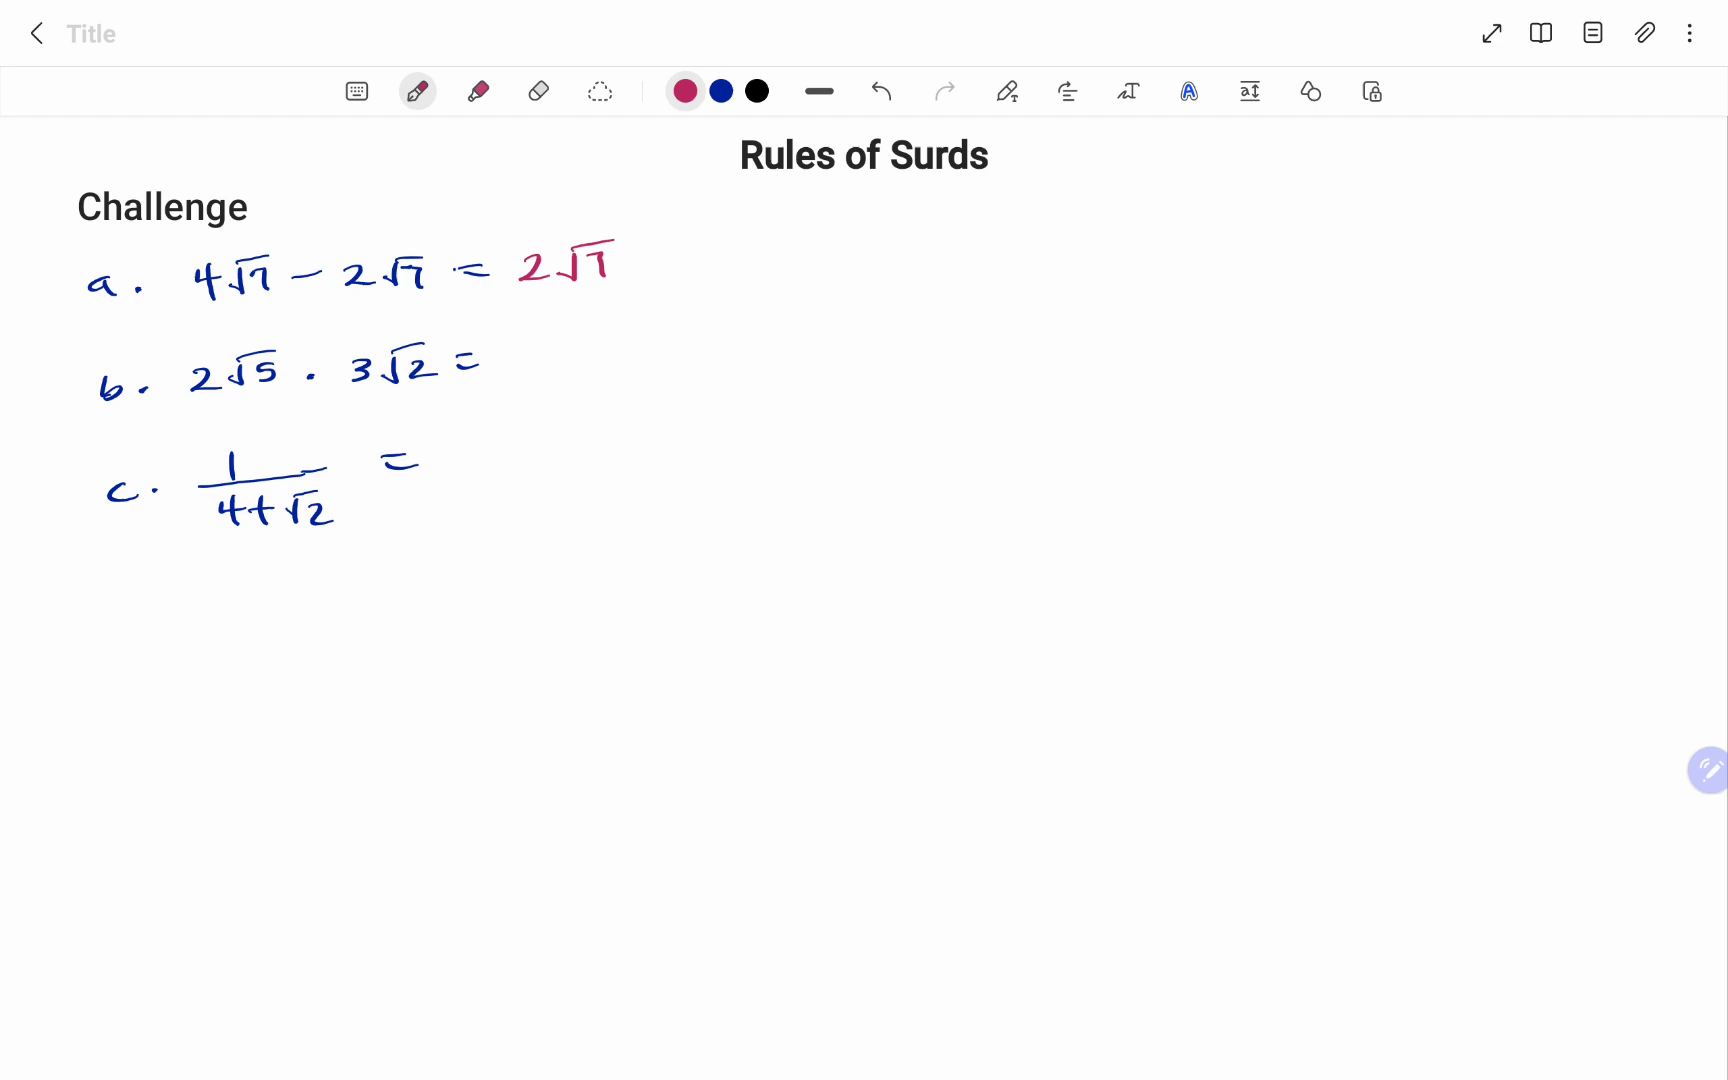 Title
Rules of Surds
Challenge
a. 4√7 - 2√7 = 2√7
b. 2√5 . 3√2 =
c. 1/(4+√2) =